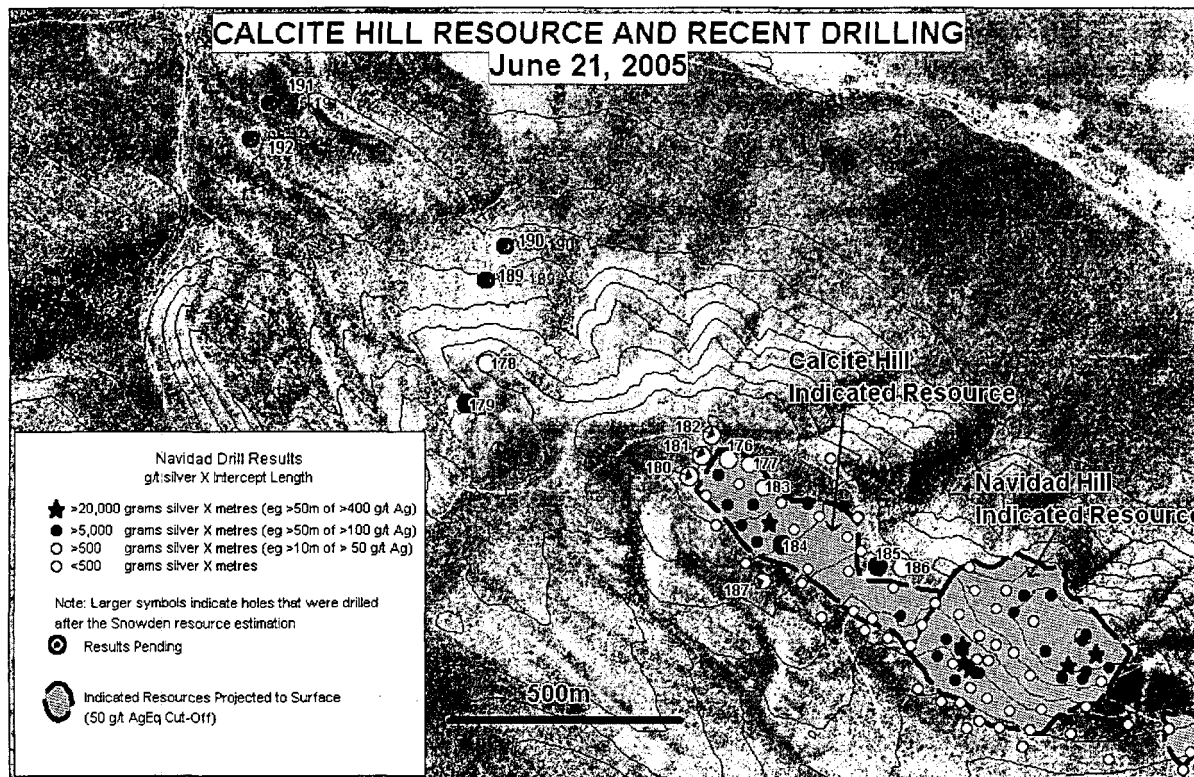 CALCITE HILL RESOURCE AND RECENT DRILLING
June 21, 2005
191
192
190
189
178
179
Calcite Hill
Indicated Resource
182
181
176
177
180
183
Navidad Hill
Indicated Resource
184
185
186
187
500m
Navidad Drill Results
g/t silver X Intercept Length
>20,000 grams silver X metres (eg >50m of >400 g/t Ag)
>5,000 grams silver X metres (eg >50m of >100 g/t Ag)
>500 grams silver X metres (eg >10m of > 50 g/t Ag)
<500 grams silver X metres
Note: Larger symbols indicate holes that were drilled
after the Snowden resource estimation
Results Pending
Indicated Resources Projected to Surface
(50 g/t AgEq Cut-Off)